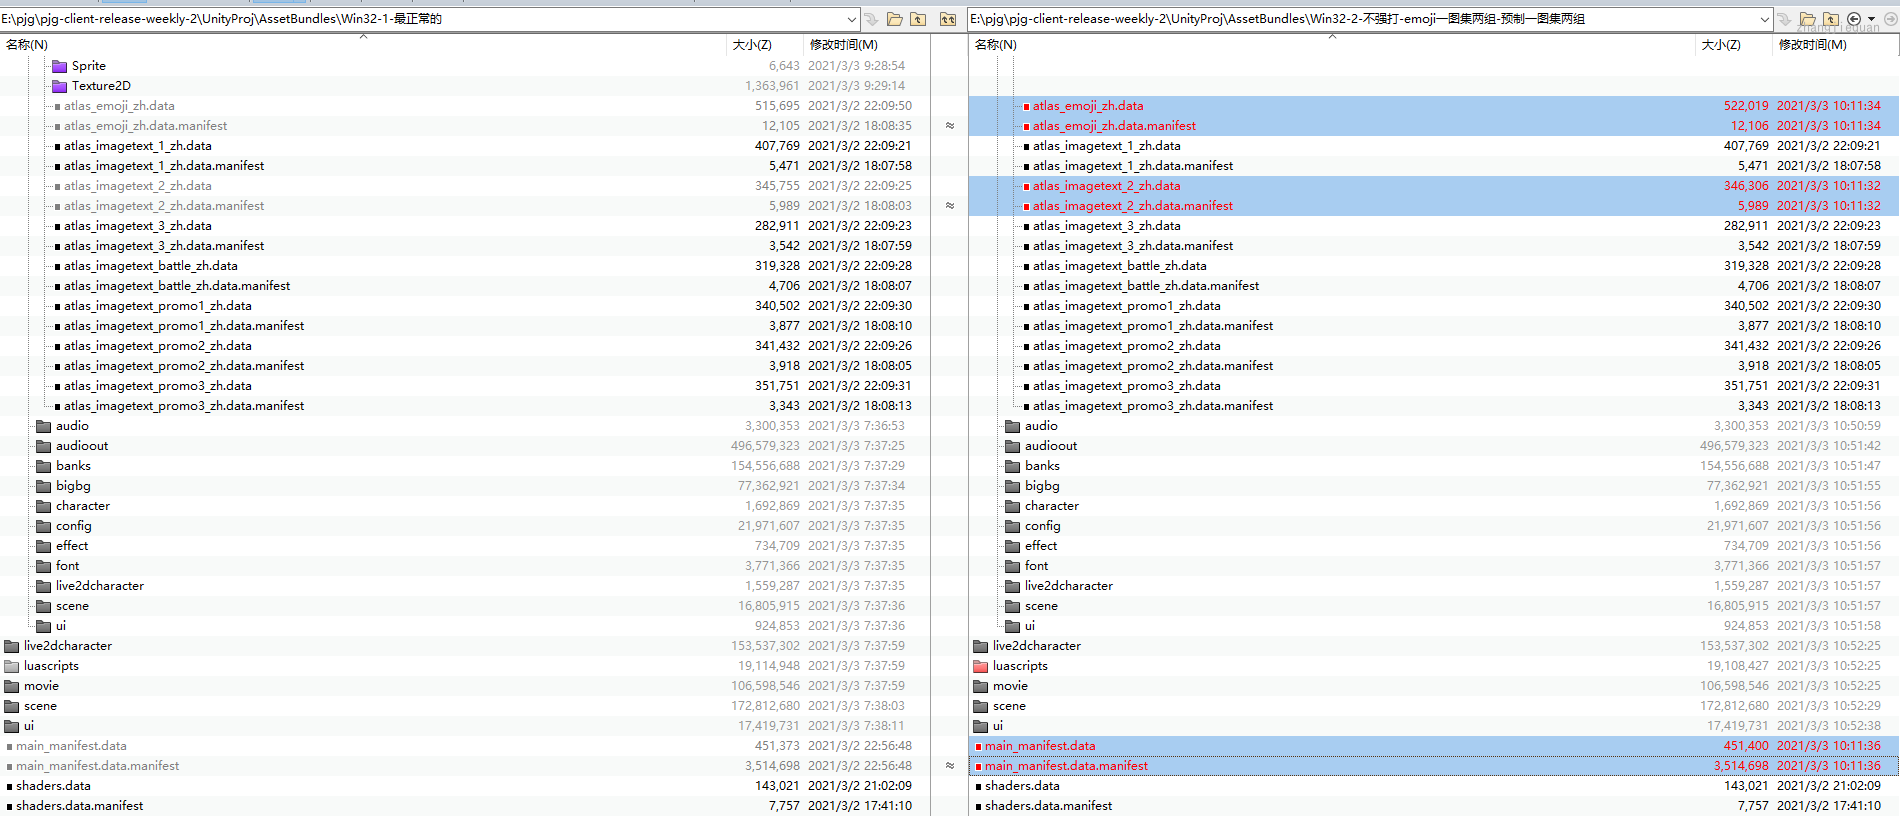 E:\pjg\pjg-client-release-weekly-2\UnityProj\AssetBundles\Win32-1-最正常的
E:\pjg\pjg-client-release-weekly-2\UnityProj\AssetBundles\Win32-2-不强打-emoji一图集两组-预制一图集两组
名称(N) 大小(Z) 修改时间(M) 名称(N) 大小(Z) 修改时间(M)
Sprite 6,643 2021/3/3 9:28:54
Texture2D 1,363,961 2021/3/3 9:29:14
atlas_emoji_zh.data 515,695 2021/3/2 22:09:50 atlas_emoji_zh.data 522,019 2021/3/3 10:11:34
atlas_emoji_zh.data.manifest 12,105 2021/3/2 18:08:35 ≈ atlas_emoji_zh.data.manifest 12,106 2021/3/3 10:11:34
atlas_imagetext_1_zh.data 407,769 2021/3/2 22:09:21 atlas_imagetext_1_zh.data 407,769 2021/3/2 22:09:21
atlas_imagetext_1_zh.data.manifest 5,471 2021/3/2 18:07:58 atlas_imagetext_1_zh.data.manifest 5,471 2021/3/2 18:07:58
atlas_imagetext_2_zh.data 345,755 2021/3/2 22:09:25 atlas_imagetext_2_zh.data 346,306 2021/3/3 10:11:32
atlas_imagetext_2_zh.data.manifest 5,989 2021/3/2 18:08:03 ≈ atlas_imagetext_2_zh.data.manifest 5,989 2021/3/3 10:11:32
atlas_imagetext_3_zh.data 282,911 2021/3/2 22:09:23 atlas_imagetext_3_zh.data 282,911 2021/3/2 22:09:23
atlas_imagetext_3_zh.data.manifest 3,542 2021/3/2 18:07:59 atlas_imagetext_3_zh.data.manifest 3,542 2021/3/2 18:07:59
atlas_imagetext_battle_zh.data 319,328 2021/3/2 22:09:28 atlas_imagetext_battle_zh.data 319,328 2021/3/2 22:09:28
atlas_imagetext_battle_zh.data.manifest 4,706 2021/3/2 18:08:07 atlas_imagetext_battle_zh.data.manifest 4,706 2021/3/2 18:08:07
atlas_imagetext_promo1_zh.data 340,502 2021/3/2 22:09:30 atlas_imagetext_promo1_zh.data 340,502 2021/3/2 22:09:30
atlas_imagetext_promo1_zh.data.manifest 3,877 2021/3/2 18:08:10 atlas_imagetext_promo1_zh.data.manifest 3,877 2021/3/2 18:08:10
atlas_imagetext_promo2_zh.data 341,432 2021/3/2 22:09:26 atlas_imagetext_promo2_zh.data 341,432 2021/3/2 22:09:26
atlas_imagetext_promo2_zh.data.manifest 3,918 2021/3/2 18:08:05 atlas_imagetext_promo2_zh.data.manifest 3,918 2021/3/2 18:08:05
atlas_imagetext_promo3_zh.data 351,751 2021/3/2 22:09:31 atlas_imagetext_promo3_zh.data 351,751 2021/3/2 22:09:31
atlas_imagetext_promo3_zh.data.manifest 3,343 2021/3/2 18:08:13 atlas_imagetext_promo3_zh.data.manifest 3,343 2021/3/2 18:08:13
audio 3,300,353 2021/3/3 7:36:53 audio 3,300,353 2021/3/3 10:50:59
audioout 496,579,323 2021/3/3 7:37:25 audioout 496,579,323 2021/3/3 10:51:42
banks 154,556,688 2021/3/3 7:37:29 banks 154,556,688 2021/3/3 10:51:47
bigbg 77,362,921 2021/3/3 7:37:34 bigbg 77,362,921 2021/3/3 10:51:55
character 1,692,869 2021/3/3 7:37:35 character 1,692,869 2021/3/3 10:51:56
config 21,971,607 2021/3/3 7:37:35 config 21,971,607 2021/3/3 10:51:56
effect 734,709 2021/3/3 7:37:35 effect 734,709 2021/3/3 10:51:56
font 3,771,366 2021/3/3 7:37:35 font 3,771,366 2021/3/3 10:51:57
live2dcharacter 1,559,287 2021/3/3 7:37:35 live2dcharacter 1,559,287 2021/3/3 10:51:57
scene 16,805,915 2021/3/3 7:37:36 scene 16,805,915 2021/3/3 10:51:57
ui 924,853 2021/3/3 7:37:36 ui 924,853 2021/3/3 10:51:58
live2dcharacter 153,537,302 2021/3/3 7:37:59 live2dcharacter 153,537,302 2021/3/3 10:52:25
luascripts 19,114,948 2021/3/3 7:37:59 luascripts 19,108,427 2021/3/3 10:52:25
movie 106,598,546 2021/3/3 7:37:59 movie 106,598,546 2021/3/3 10:52:25
scene 172,812,680 2021/3/3 7:38:03 scene 172,812,680 2021/3/3 10:52:29
ui 17,419,731 2021/3/3 7:38:11 ui 17,419,731 2021/3/3 10:52:38
main_manifest.data 451,373 2021/3/2 22:56:48 main_manifest.data 451,400 2021/3/3 10:11:36
main_manifest.data.manifest 3,514,698 2021/3/2 22:56:48 ≈ main_manifest.data.manifest 3,514,698 2021/3/3 10:11:36
shaders.data 143,021 2021/3/2 21:02:09 shaders.data 143,021 2021/3/2 21:02:09
shaders.data.manifest 7,757 2021/3/2 17:41:10 shaders.data.manifest 7,757 2021/3/2 17:41:10